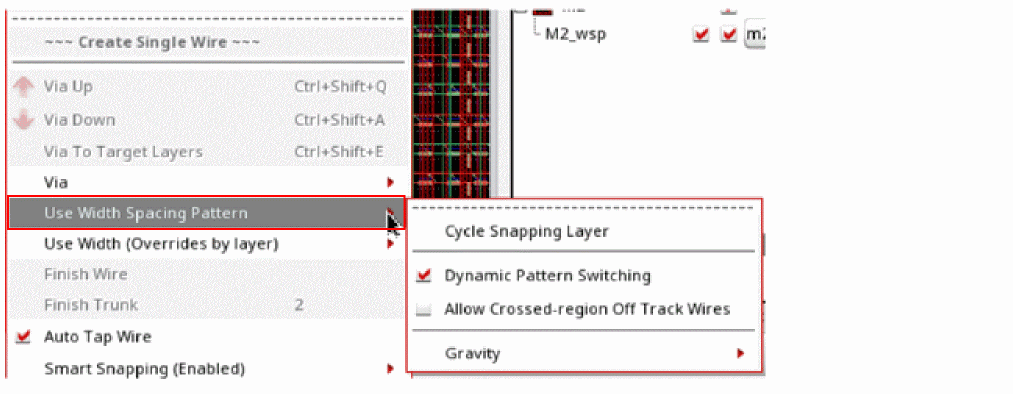 ~~~ Create Single Wire ~~~
Via Up Ctrl+Shift+Q
Via Down Ctrl+Shift+A
Via To Target Layers Ctrl+Shift+E
Via
Use Width Spacing Pattern
Use Width (Overrides by layer)
Finish Wire
Finish Trunk 2
Auto Tap Wire
Smart Snapping (Enabled)
M2_wsp
Cycle Snapping Layer
Dynamic Pattern Switching
Allow Crossed-region Off Track Wires
Gravity